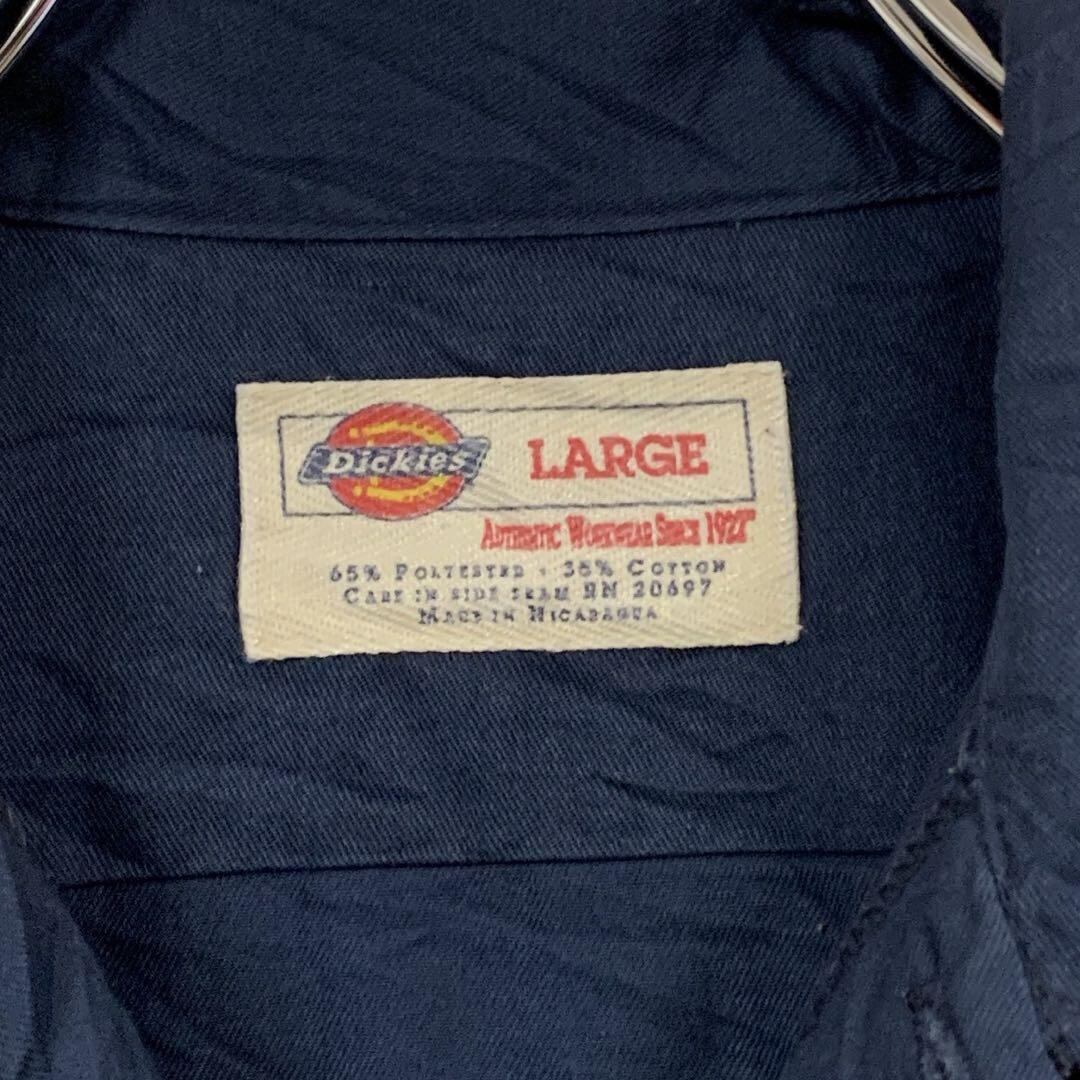 Dickies
LARGE
AUTHENTIC WORKWEAR SINCE 1922
65% POLYESTER • 35% COTTON
CARE IN SIDE SEAM RN 20697
MADE IN NICARAGUA